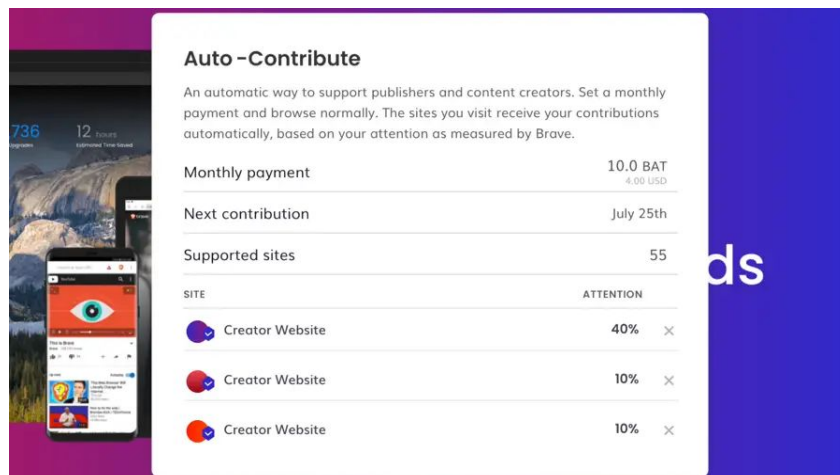 Auto-Contribute
An automatic way to support publishers and content creators. Set a monthly
payment and browse normally. The sites you visit receive your contributions
automatically, based on your attention as measured by Brave.
Monthly payment 10.0 BAT
4.00 USD
Next contribution July 25th
Supported sites 55
SITE ATTENTION
Creator Website 40%
Creator Website 10%
Creator Website 10%
736 12 hours
Upgrades Estimated Time Saved
ds
YouTube
This is Brave